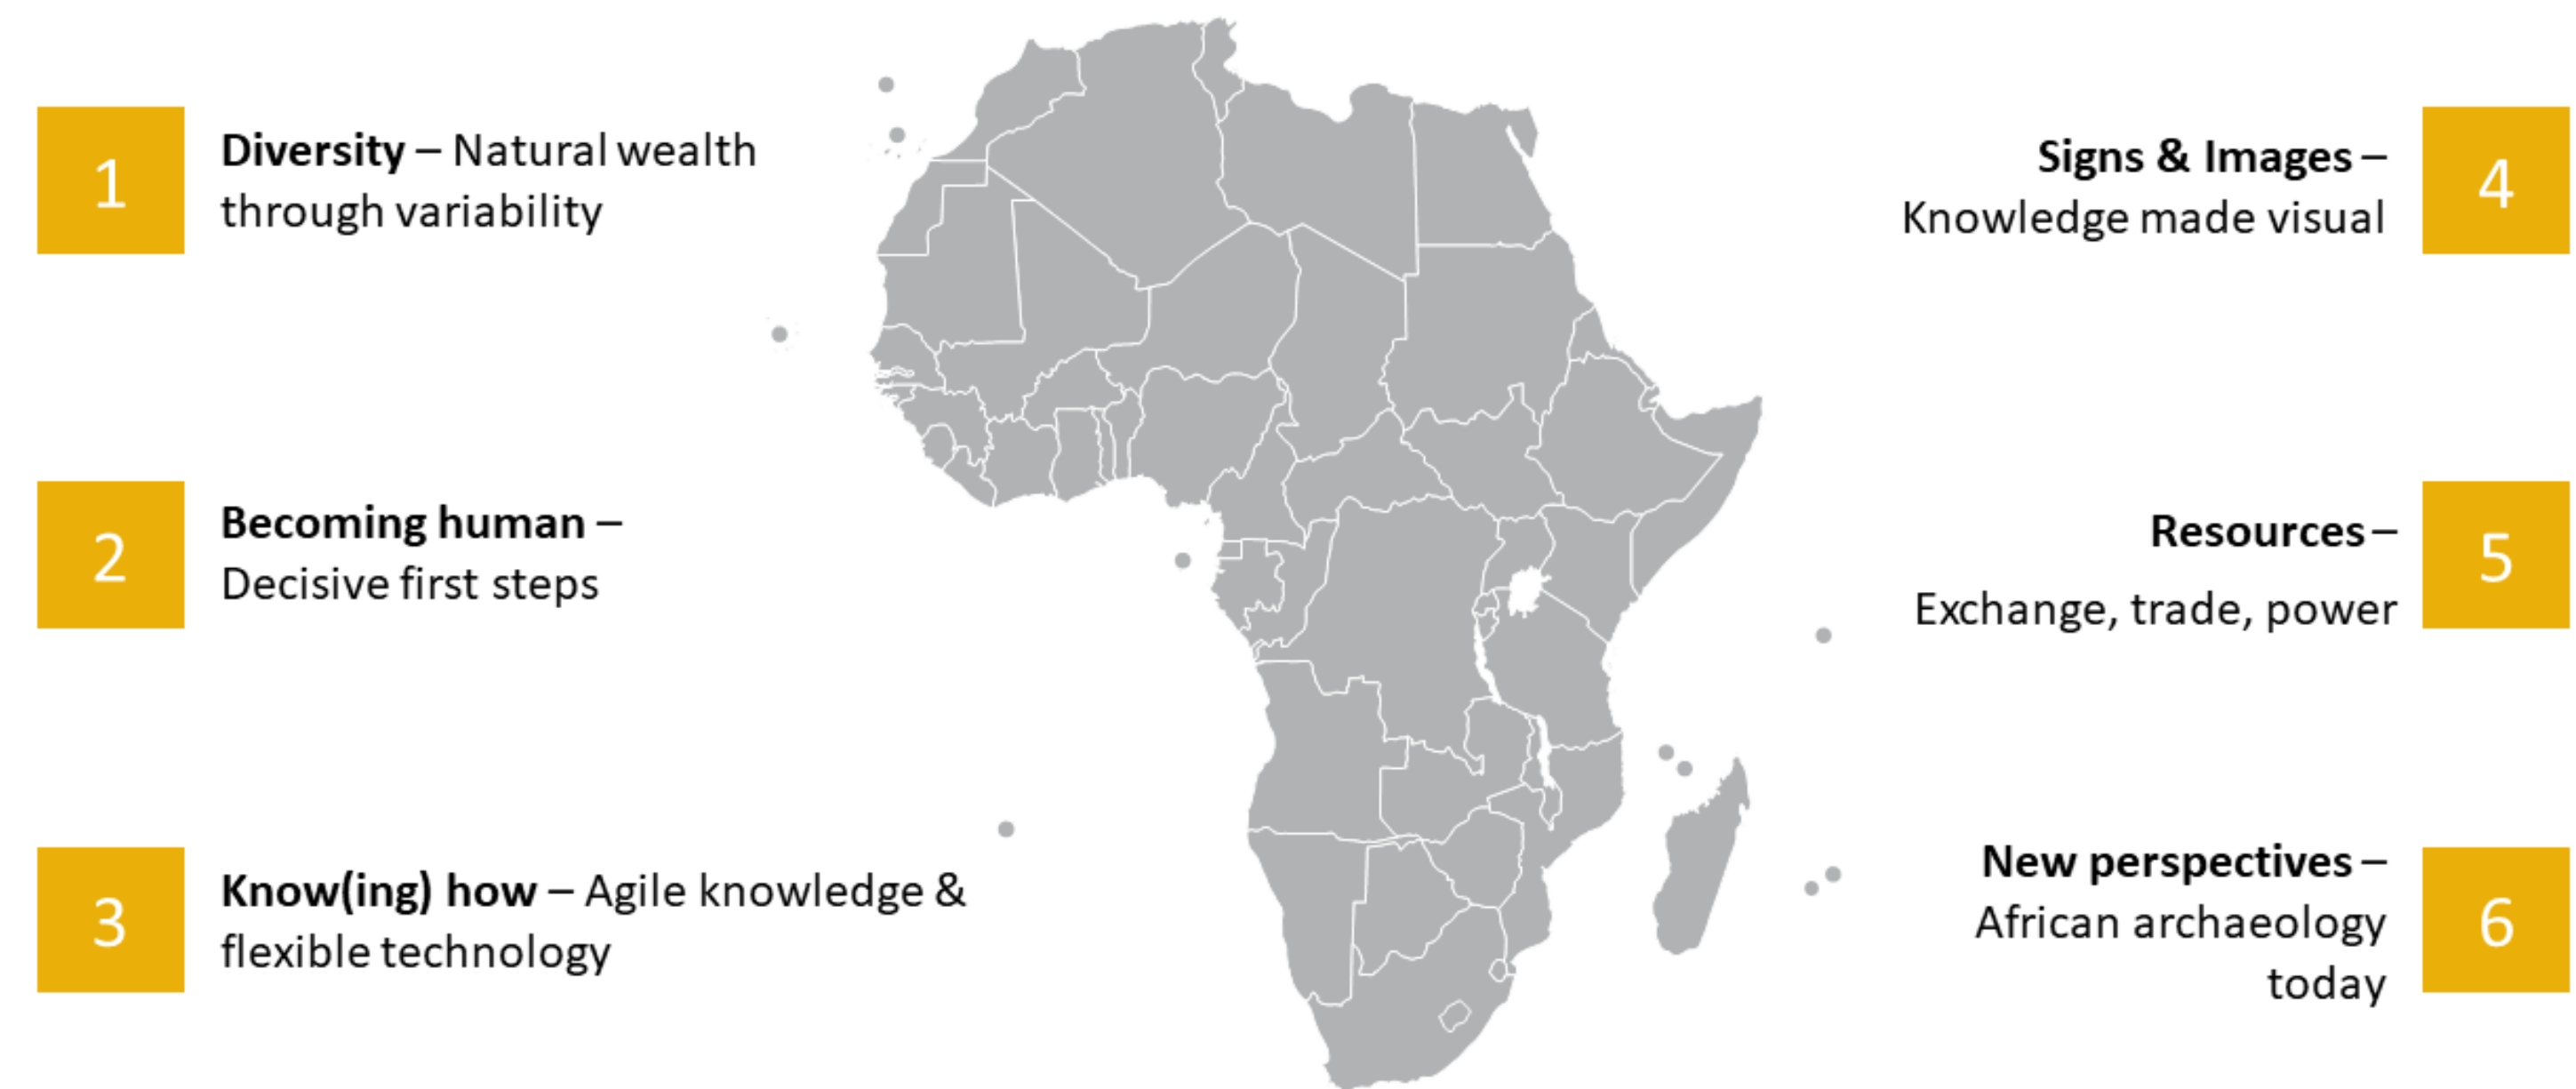 1
Diversity – Natural wealth
through variability
2
Becoming human –
Decisive first steps
3
Know(ing) how – Agile knowledge &
flexible technology
Signs & Images –
Knowledge made visual
4
Resources –
Exchange, trade, power
5
New perspectives –
African archaeology
today
6